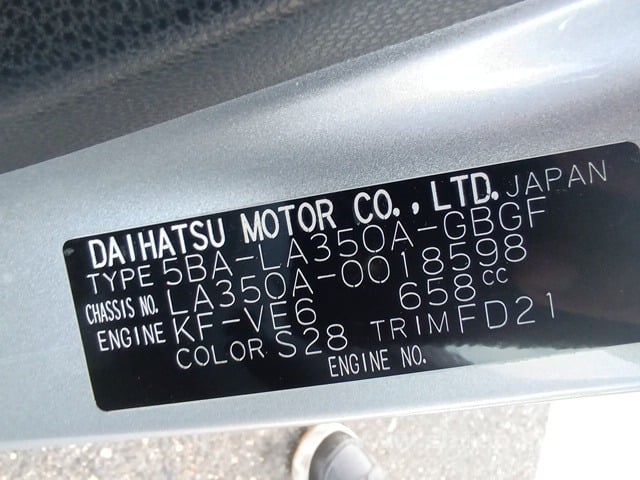 DAIHATSU MOTOR CO., LTD. JAPAN
TYPE 5BA-LA350A-GBGF
CHASSIS NO. LA350A-0018598
ENGINE KF-VE6 658cc
COLOR S28 TRIM FD21
ENGINE NO.